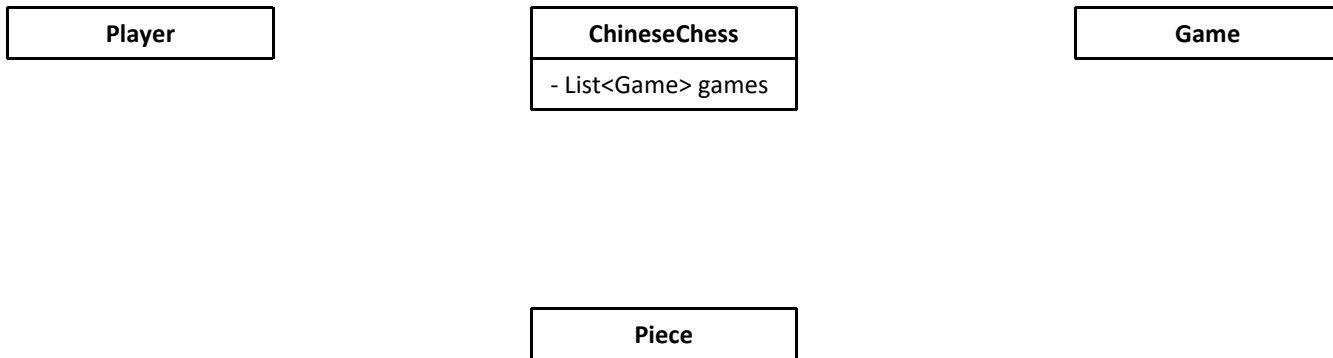 Player
ChineseChess
Game
- List<Game> games
Piece